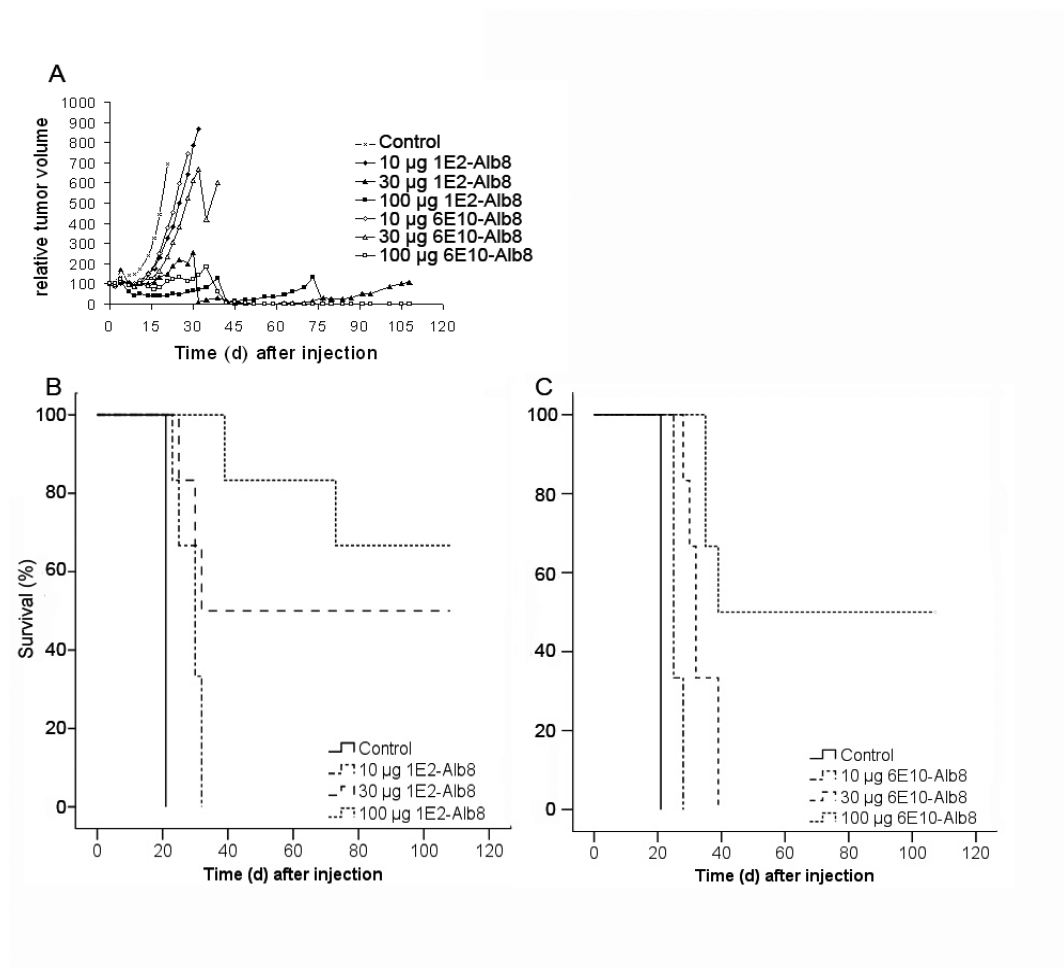 A
relative tumor volume
1000
900
800
700
600
500
400
300
200
100
0
0 15 30 45 60 75 90 105 120
Time (d) after injection
Control
10 µg 1E2-Alb8
30 µg 1E2-Alb8
100 µg 1E2-Alb8
10 µg 6E10-Alb8
30 µg 6E10-Alb8
100 µg 6E10-Alb8
B
Survival (%)
100
80
60
40
20
0
0 20 40 60 80 100 120
Time (d) after injection
Control
10 µg 1E2-Alb8
30 µg 1E2-Alb8
100 µg 1E2-Alb8
C
100
80
60
40
20
0
0 20 40 60 80 100 120
Time (d) after injection
Control
10 µg 6E10-Alb8
30 µg 6E10-Alb8
100 µg 6E10-Alb8